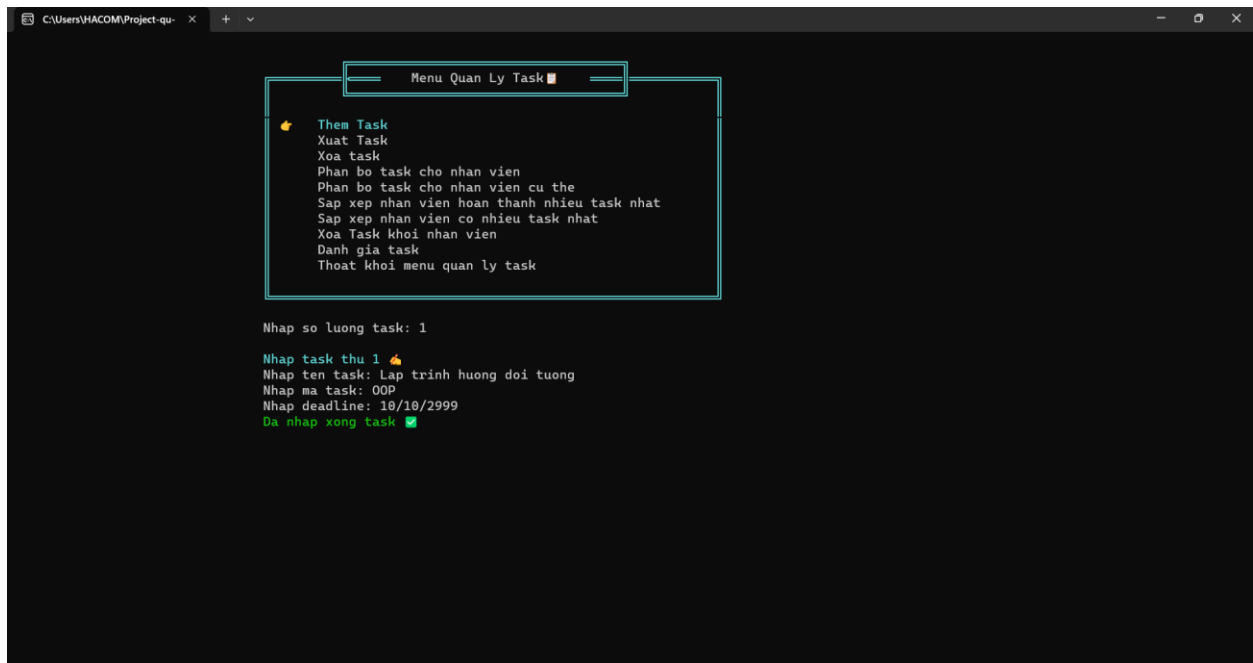 C:\Users\HACOM\Project-qu-
Menu Quan Ly Task
Them Task
Xuat Task
Xoa task
Phan bo task cho nhan vien
Phan bo task cho nhan vien cu the
Sap xep nhan vien hoan thanh nhieu task nhat
Sap xep nhan vien co nhieu task nhat
Xoa Task khoi nhan vien
Danh gia task
Thoat khoi menu quan ly task
Nhap so luong task: 1
Nhap task thu 1
Nhap ten task: Lap trinh huong doi tuong
Nhap ma task: OOP
Nhap deadline: 10/10/2999
Da nhap xong task